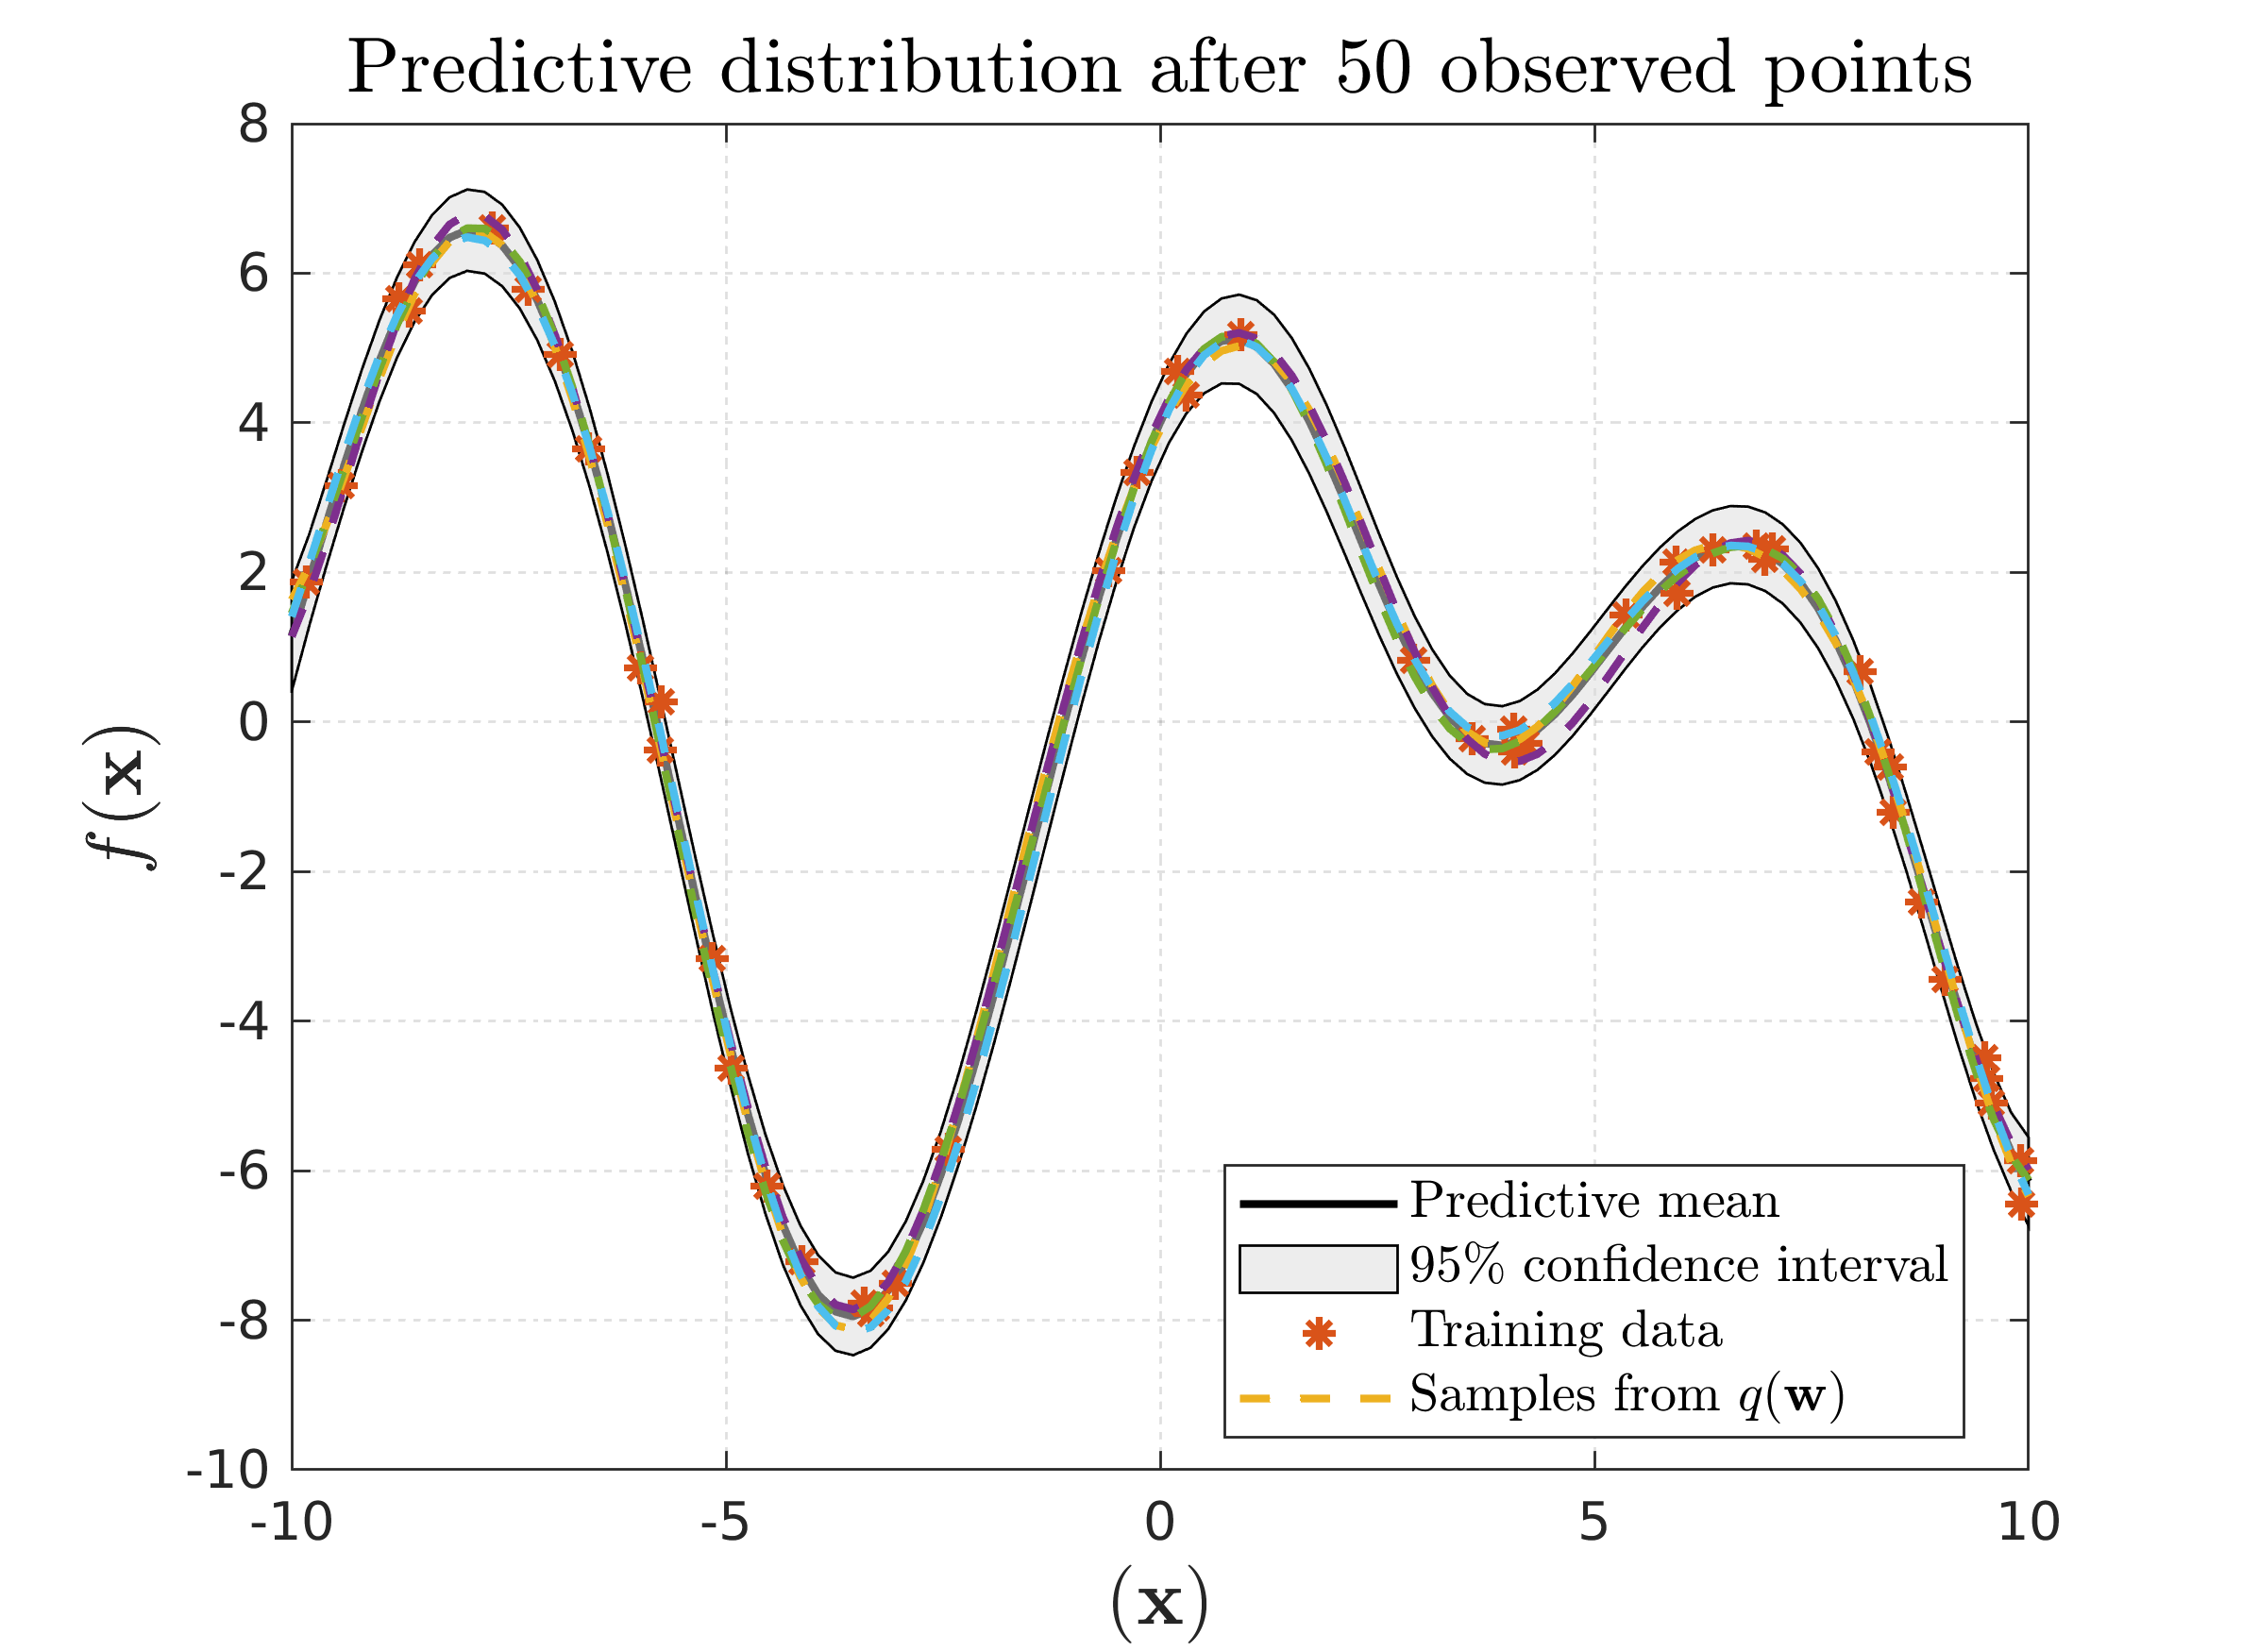 Predictive distribution after 50 observed points
8
6
4
2
0
-2
-4
-6
-8
-10
f(x)
-10 -5 0 5 10
(x)
Predictive mean
95% confidence interval
Training data
Samples from q(w)